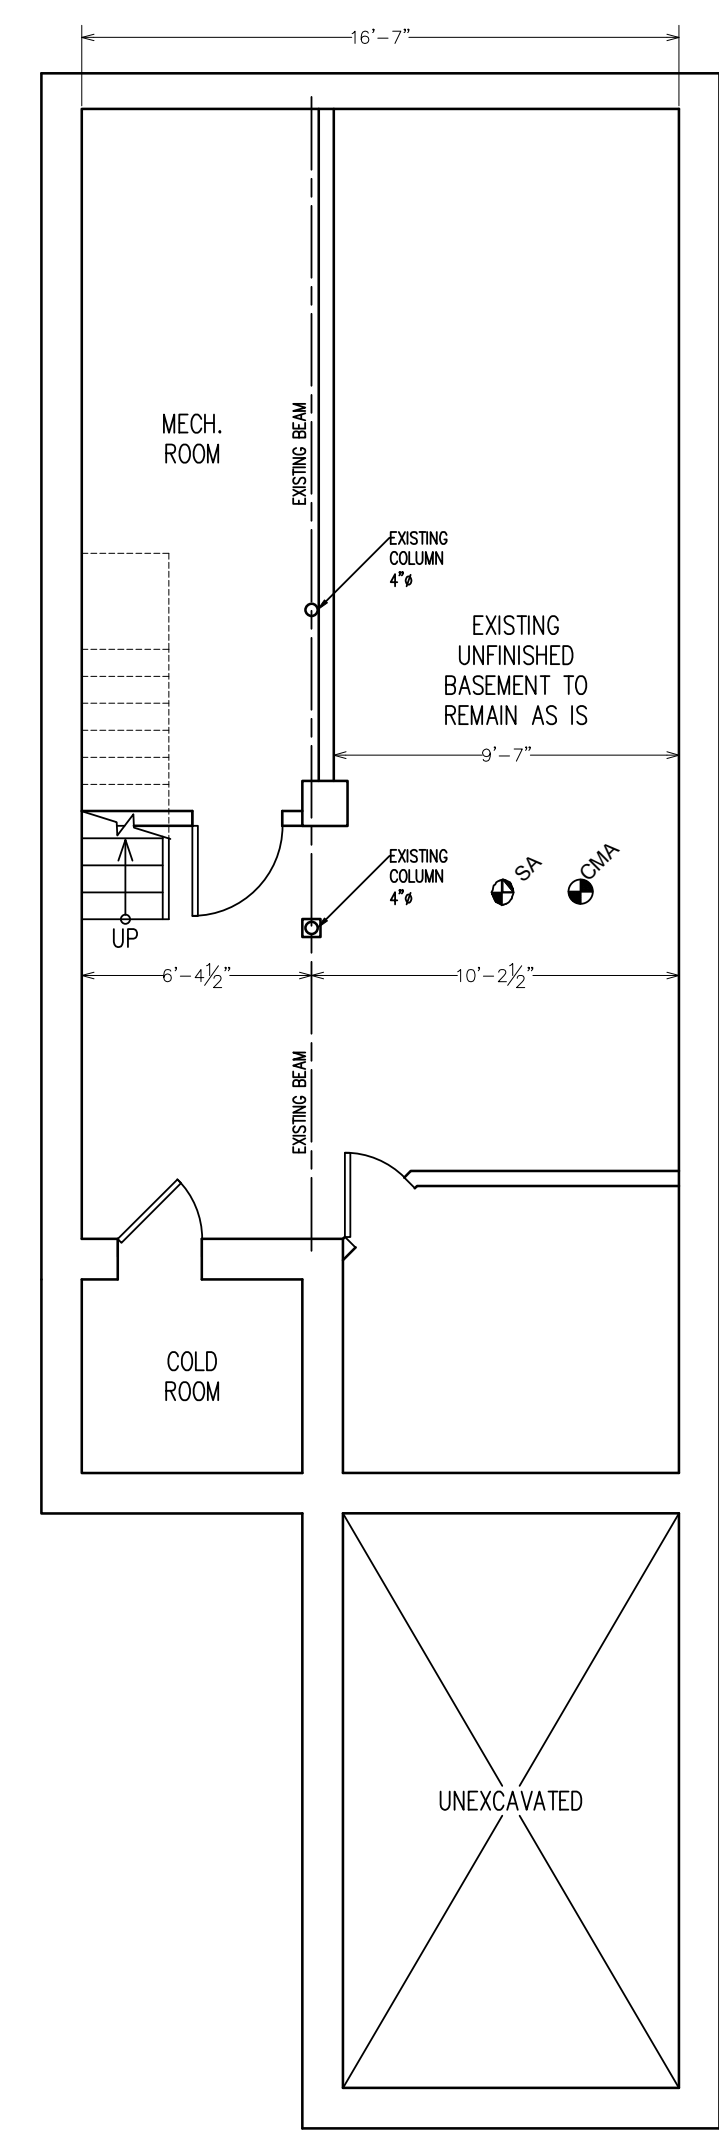 16'-7"
MECH.
ROOM
EXISTING BEAM
EXISTING
COLUMN
4"ø
EXISTING
UNFINISHED
BASEMENT TO
REMAIN AS IS
9'-7"
EXISTING
COLUMN
4"ø
SA
CMA
UP
6'-4½"
10'-2½"
EXISTING BEAM
COLD
ROOM
UNEXCAVATED